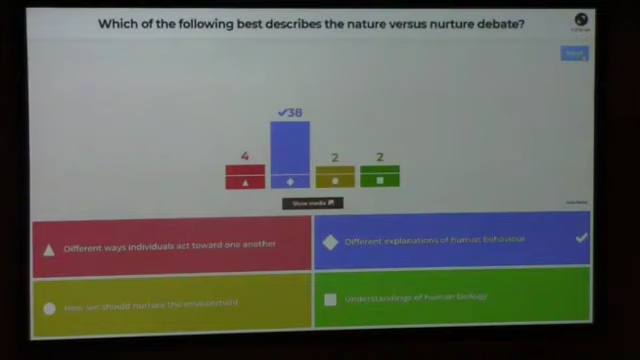 Which of the following best describes the nature versus nurture debate?
Next
4
38
2
2
Show media
Different ways individuals act toward one another
Different explanations of human behaviour
How we should nurture the environment
Understandings of human biology